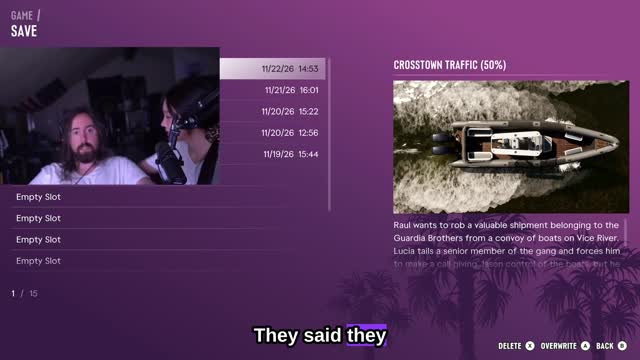 GAME /
SAVE
11/22/26 14:53
11/21/26 16:01
11/20/26 15:22
11/20/26 12:56
11/19/26 15:44
Empty Slot
Empty Slot
Empty Slot
Empty Slot
1 / 15
CROSSTOWN TRAFFIC (50%)
Raul wants to rob a valuable shipment belonging to the
Guardia Brothers from a convoy of boats on Vice River.
Lucia tails a senior member of the gang and forces him
to make a call giving Jason control of the boats, but he
They said they
DELETE X OVERWRITE A BACK B